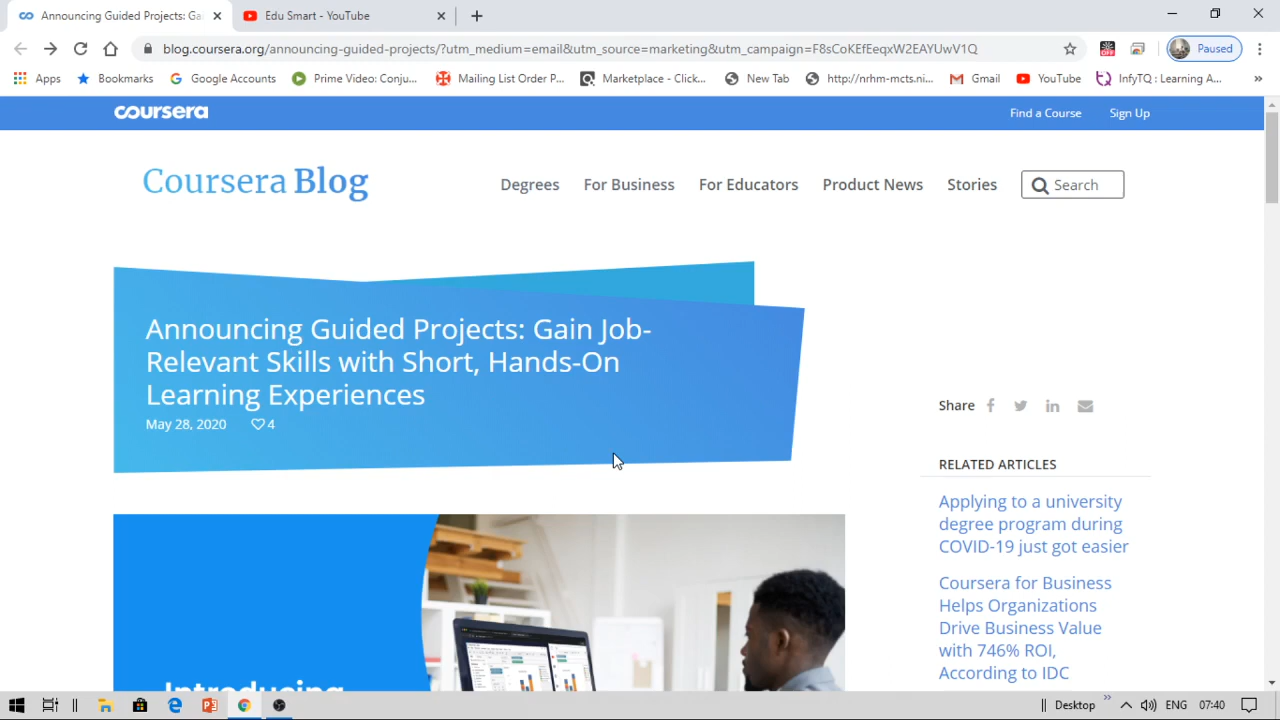 Announcing Guided Projects: Ga
Edu Smart - YouTube
blog.coursera.org/announcing-guided-projects/?utm_medium=email&utm_source=marketing&utm_campaign=F8sCoKEfEeqxW2EAYUwV1Q
OFF
Paused
Apps
Bookmarks
Google Accounts
Prime Video: Conju...
Mailing List Order P...
Marketplace - Click...
New Tab
http://nrhm-mcts.ni...
Gmail
YouTube
InfyTQ : Learning A...
coursera
Find a Course
Sign Up
Coursera Blog
Degrees
For Business
For Educators
Product News
Stories
Search
Announcing Guided Projects: Gain Job-
Relevant Skills with Short, Hands-On
Learning Experiences
May 28, 2020
4
Share
RELATED ARTICLES
Applying to a university
degree program during
COVID-19 just got easier
Coursera for Business
Helps Organizations
Drive Business Value
with 746% ROI,
According to IDC
Introducing
Desktop
ENG
07:40